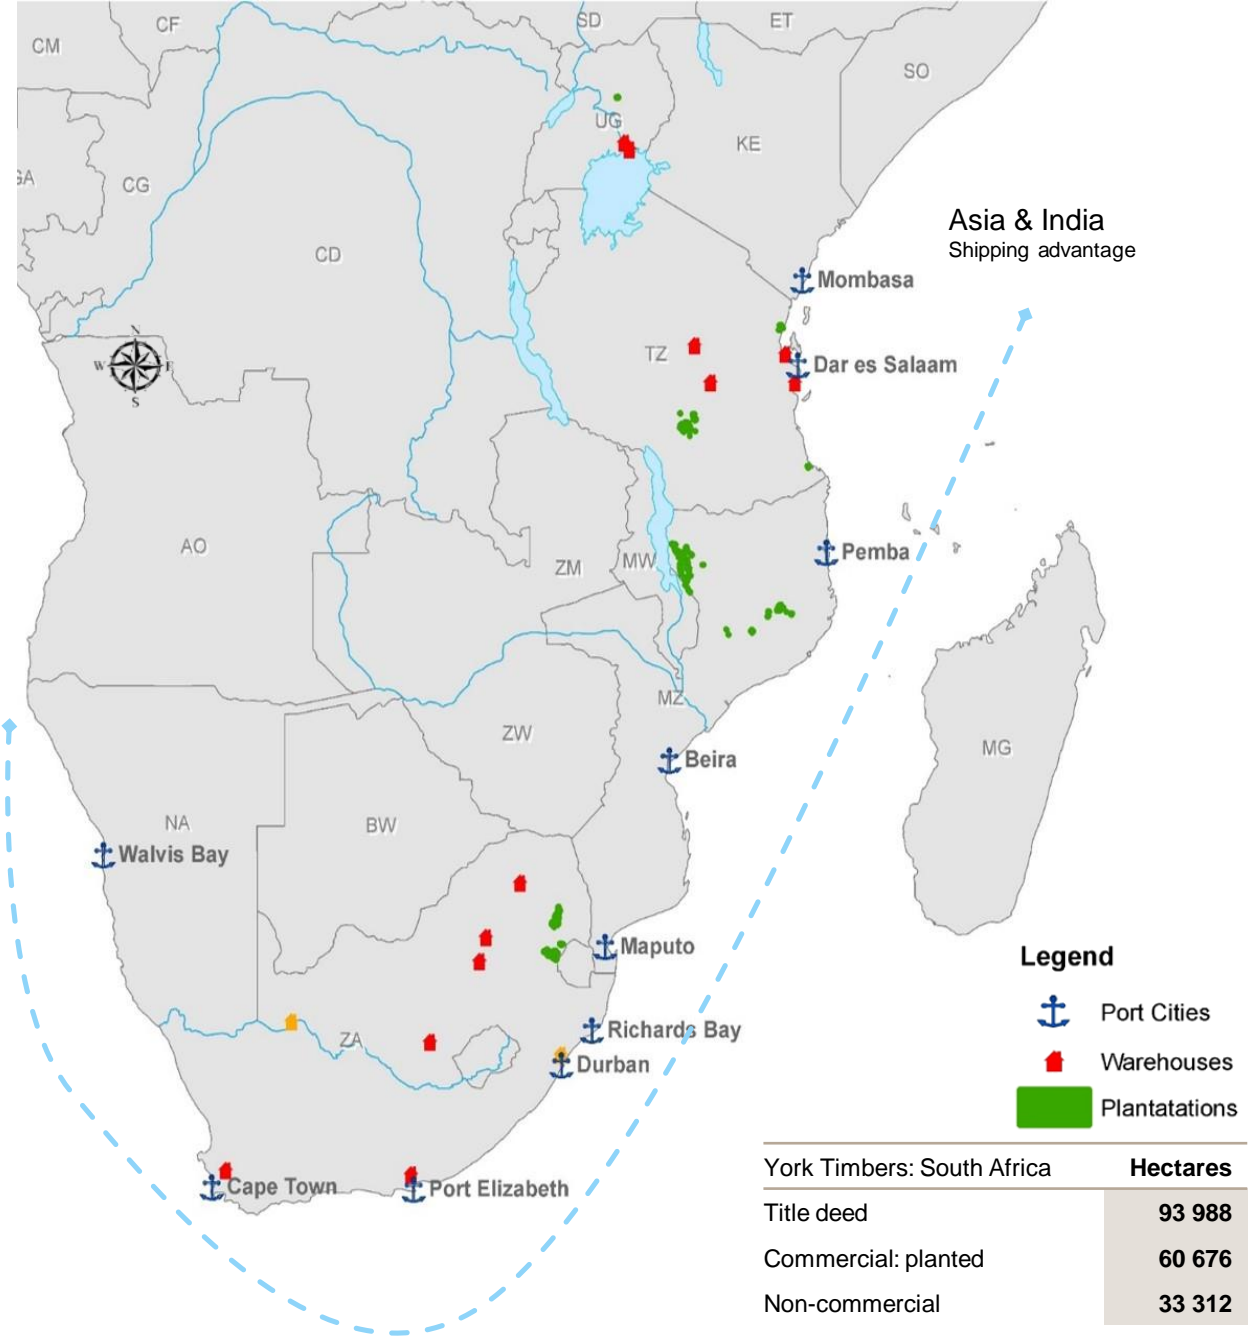 CF
SD
ET
CM
SO
UG
KE
GA
CG
Asia & India
Shipping advantage
CD
Mombasa
N
W E
S
TZ
Dar es Salaam
AO
ZM
MW
Pemba
MZ
ZW
MG
Beira
NA
BW
Walvis Bay
Maputo
Legend
Port Cities
Richards Bay
ZA
Durban
Warehouses
Plantatations
Cape Town
Port Elizabeth
York Timbers: South Africa Hectares
Title deed 93 988
Commercial: planted 60 676
Non-commercial 33 312